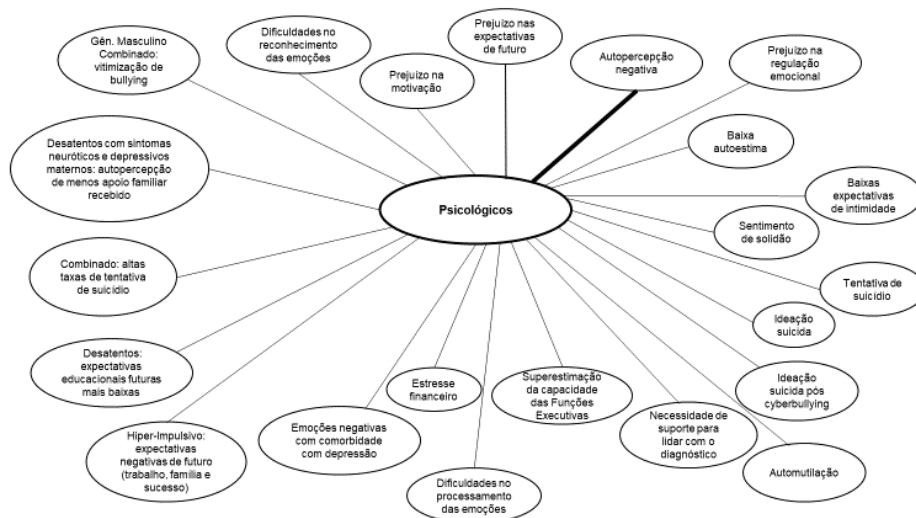 Gên. Masculino
Combinado:
vitimização de
bullying
Dificuldades no
reconhecimento
das emoções
Prejuízo na
motivação
Prejuízo nas
expectativas
de futuro
Autopercepção
negativa
Prejuízo na
regulação
emocional
Desatentos com sintomas
neuróticos e depressivos
maternos: autopercepção
de menos apoio familiar
recebido
Baixa
autoestima
Psicológicos
Baixas
expectativas
de intimidade
Sentimento
de solidão
Combinado: altas
taxas de tentativa
de suicídio
Tentativa de
suicídio
Ideação
suicida
Desatentos:
expectativas
educacionais futuras
mais baixas
Estresse
financeiro
Superestimação
da capacidade
das Funções
Executivas
Ideação
suicida pós
cyberbullying
Hiper-Impulsivo:
expectativas
negativas de futuro
(trabalho, família e
sucesso)
Emoções negativas
com comorbidade
com depressão
Necessidade de
suporte para
lidar com o
diagnóstico
Dificuldades no
processamento
das emoções
Automutilação